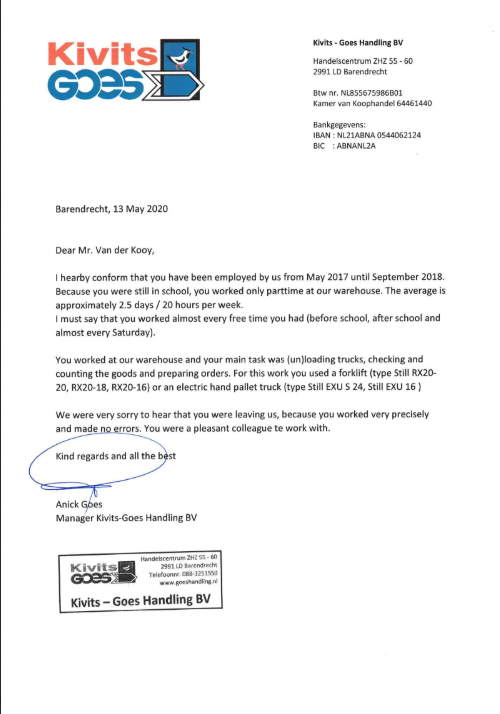 Kivits
GOES
Kivits - Goes Handling BV
Handelscentrum ZHZ 55 - 60
2991 LD Barendrecht
Btw nr. NL855675986B01
Kamer van Koophandel 64461440
Bankgegevens:
IBAN : NL21ABNA 0544062124
BIC : ABNANL2A
Barendrecht, 13 May 2020
Dear Mr. Van der Kooy,
I hearby conform that you have been employed by us from May 2017 until September 2018.
Because you were still in school, you worked only parttime at our warehouse. The average is
approximately 2.5 days / 20 hours per week.
I must say that you worked almost every free time you had (before school, after school and
almost every Saturday).
You worked at our warehouse and your main task was (un)loading trucks, checking and
counting the goods and preparing orders. For this work you used a forklift (type Still RX20-
20, RX20-18, RX20-16) or an electric hand pallet truck (type Still EXU S 24, Still EXU 16 )
We were very sorry to hear that you were leaving us, because you worked very precisely
and made no errors. You were a pleasant colleague te work with.
Kind regards and all the best
Anick Goes
Manager Kivits-Goes Handling BV
Kivits
GOES
Handelscentrum ZHZ 55 - 60
2991 LD Barendrecht
Telefoonnr. 088-3251550
www.goeshandling.nl
Kivits – Goes Handling BV